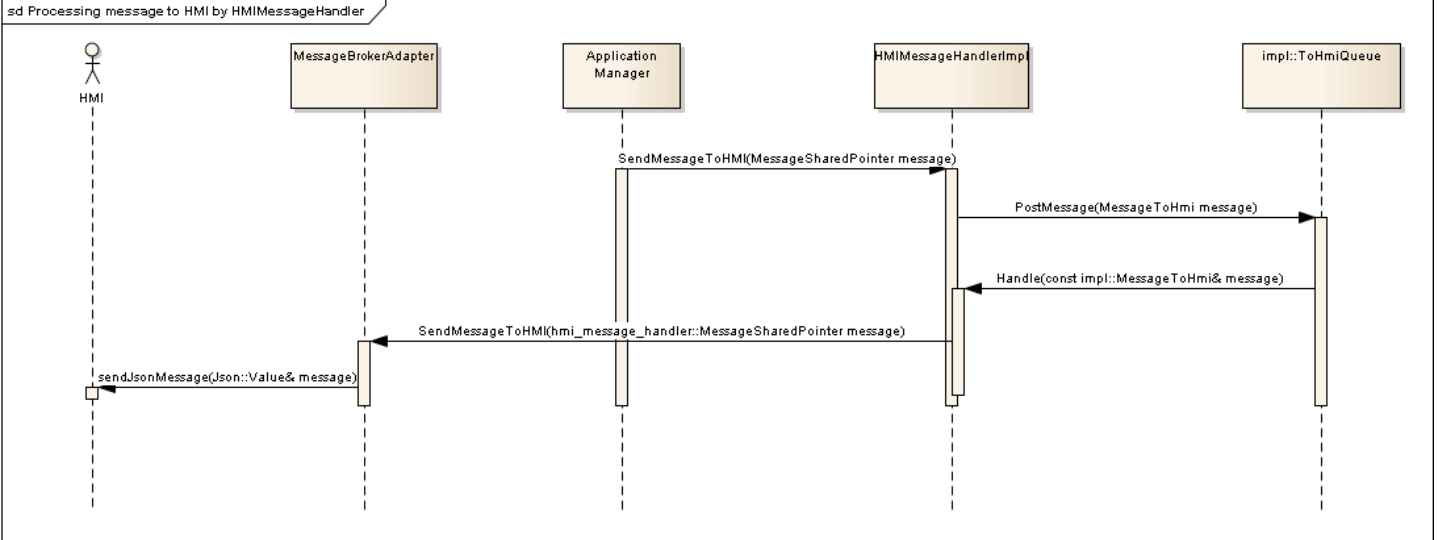 sd Processing message to HMI by HMIMessageHandler
HMI
MessageBrokerAdapter
Application
Manager
HMIMessageHandlerImpl
impl::ToHmiQueue
SendMessageToHMI(MessageSharedPointer message)
PostMessage(MessageToHmi message)
Handle(const impl::MessageToHmi& message)
SendMessageToHMI(hmi_message_handler::MessageSharedPointer message)
sendJsonMessage(Json::Value& message)